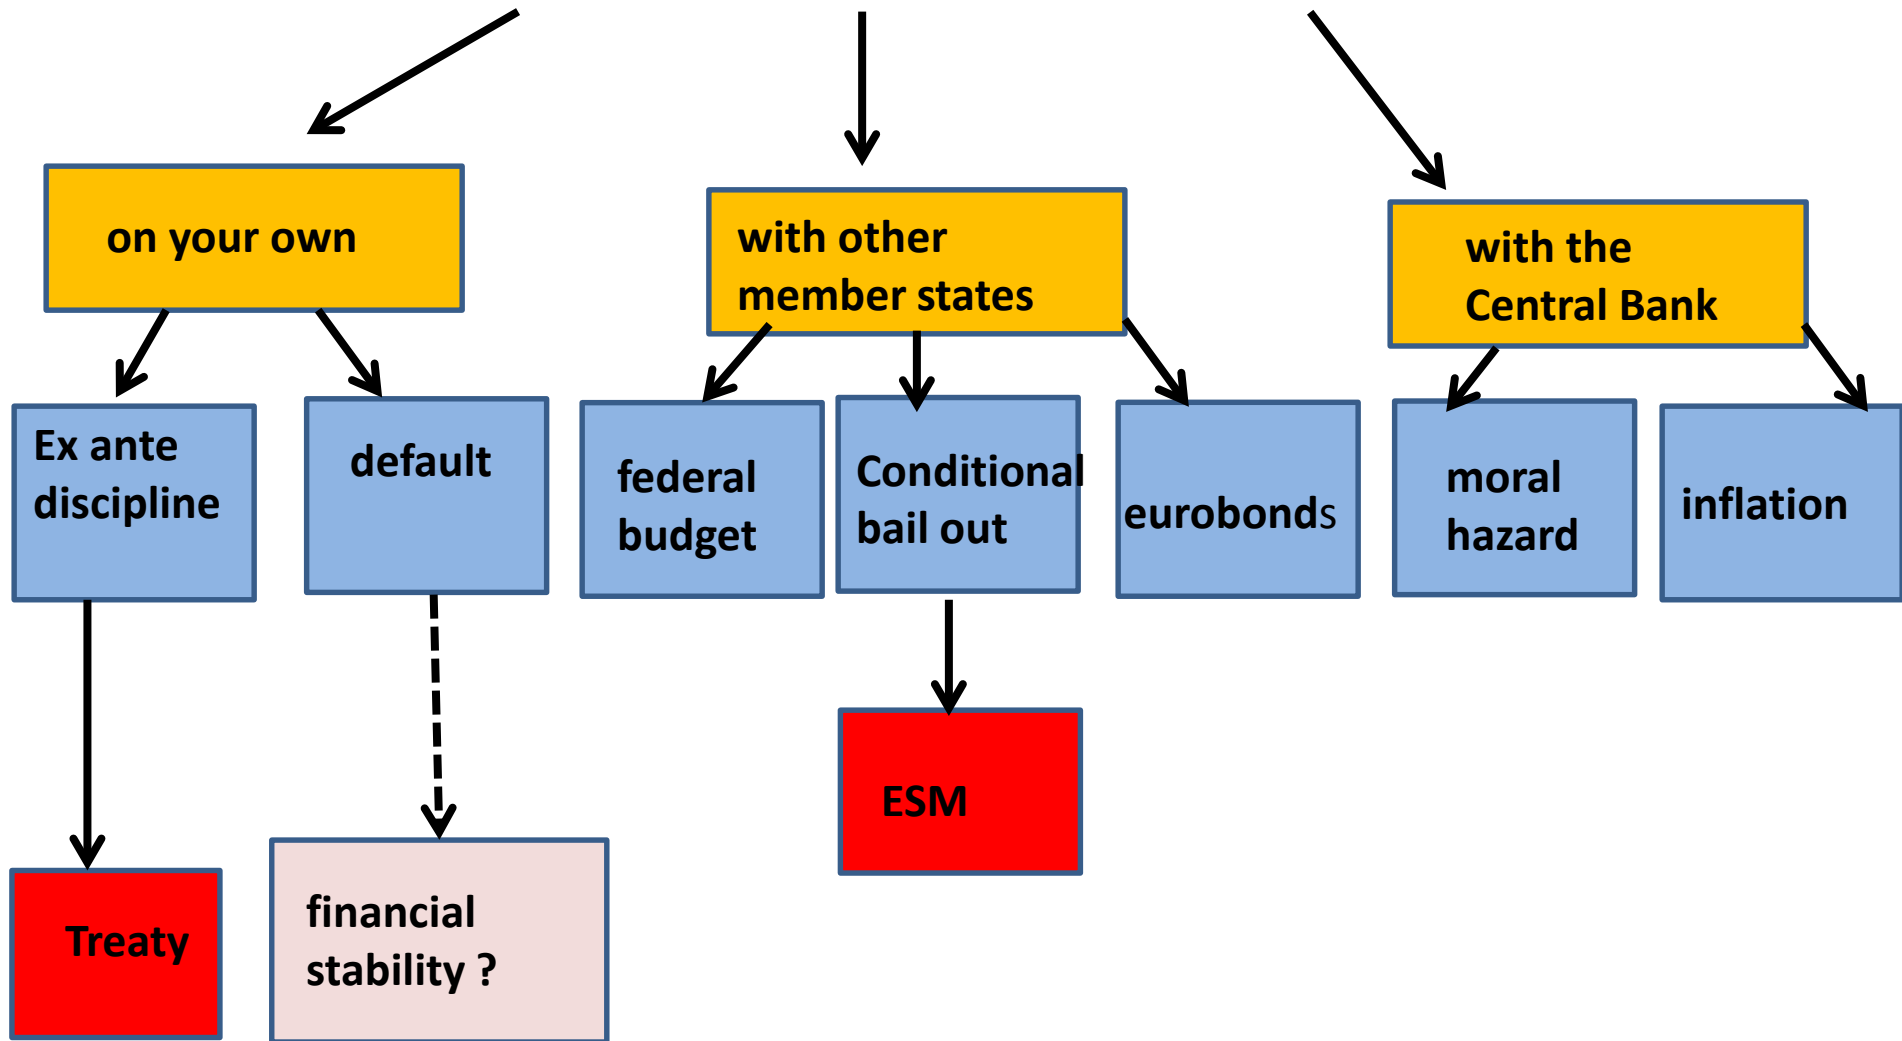 on your own
with other
member states
with the
Central Bank
Ex ante
discipline
default
federal
budget
Conditional
bail out
eurobonds
moral
hazard
inflation
ESM
Treaty
financial
stability ?